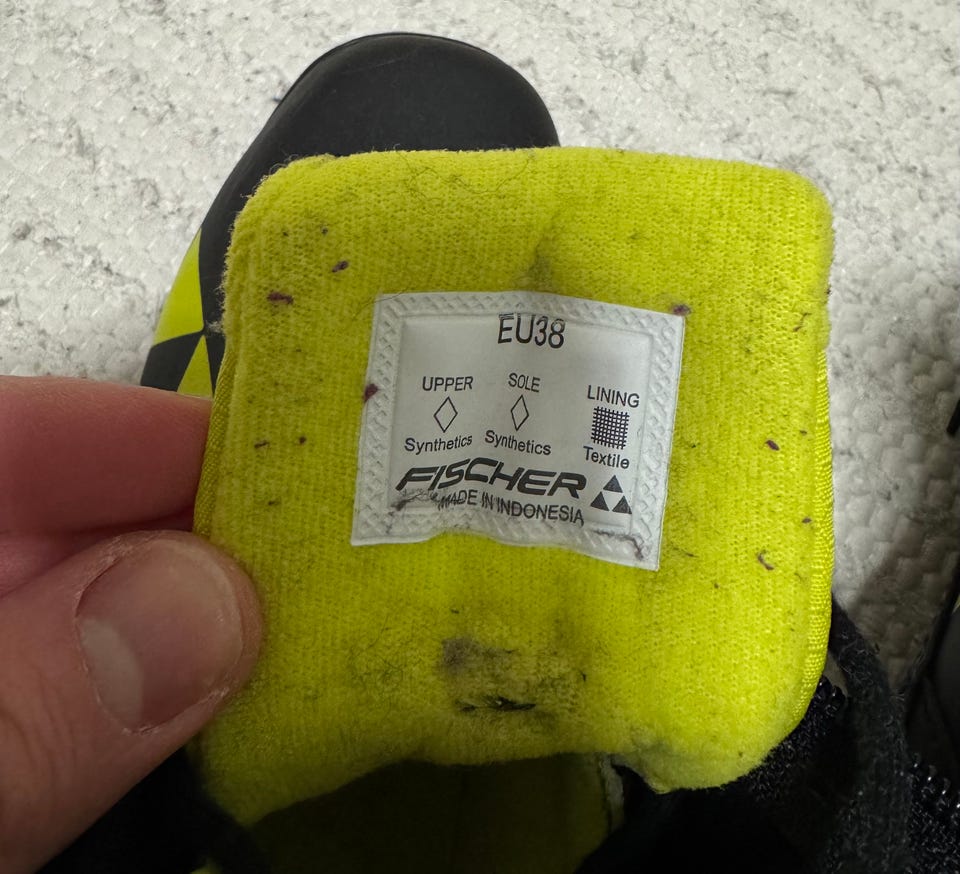 EU38
UPPER SOLE LINING
Synthetics Synthetics Textile
FISCHER
MADE IN INDONESIA